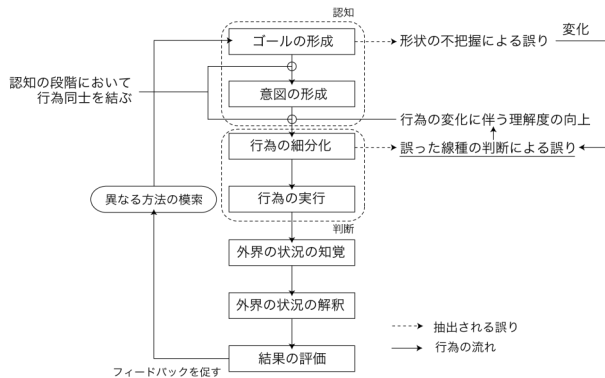 認知
ゴールの形成
形状の不把握による誤り
変化
認知の段階において
行為同士を結ぶ
意図の形成
行為の変化に伴う理解度の向上
行為の細分化
誤った線種の判断による誤り
異なる方法の模索
行為の実行
判断
外界の状況の知覚
外界の状況の解釈
抽出される誤り
行為の流れ
結果の評価
フィードバックを促す